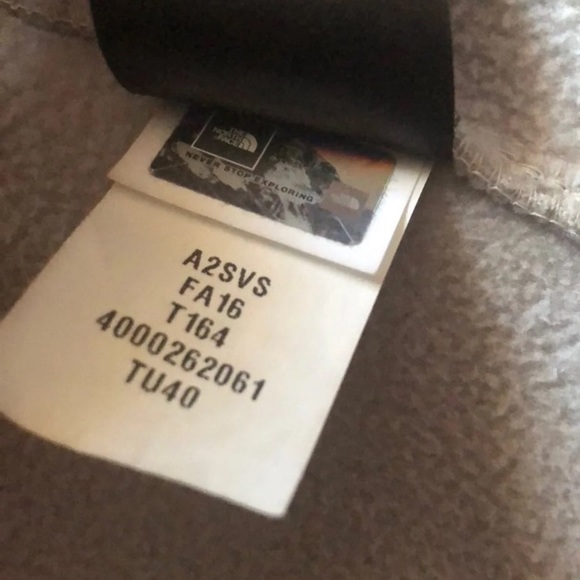 THE
NORTH
FACE
NEVER STOP EXPLORING
A2SVS
FA16
T164
4000262061
TU40